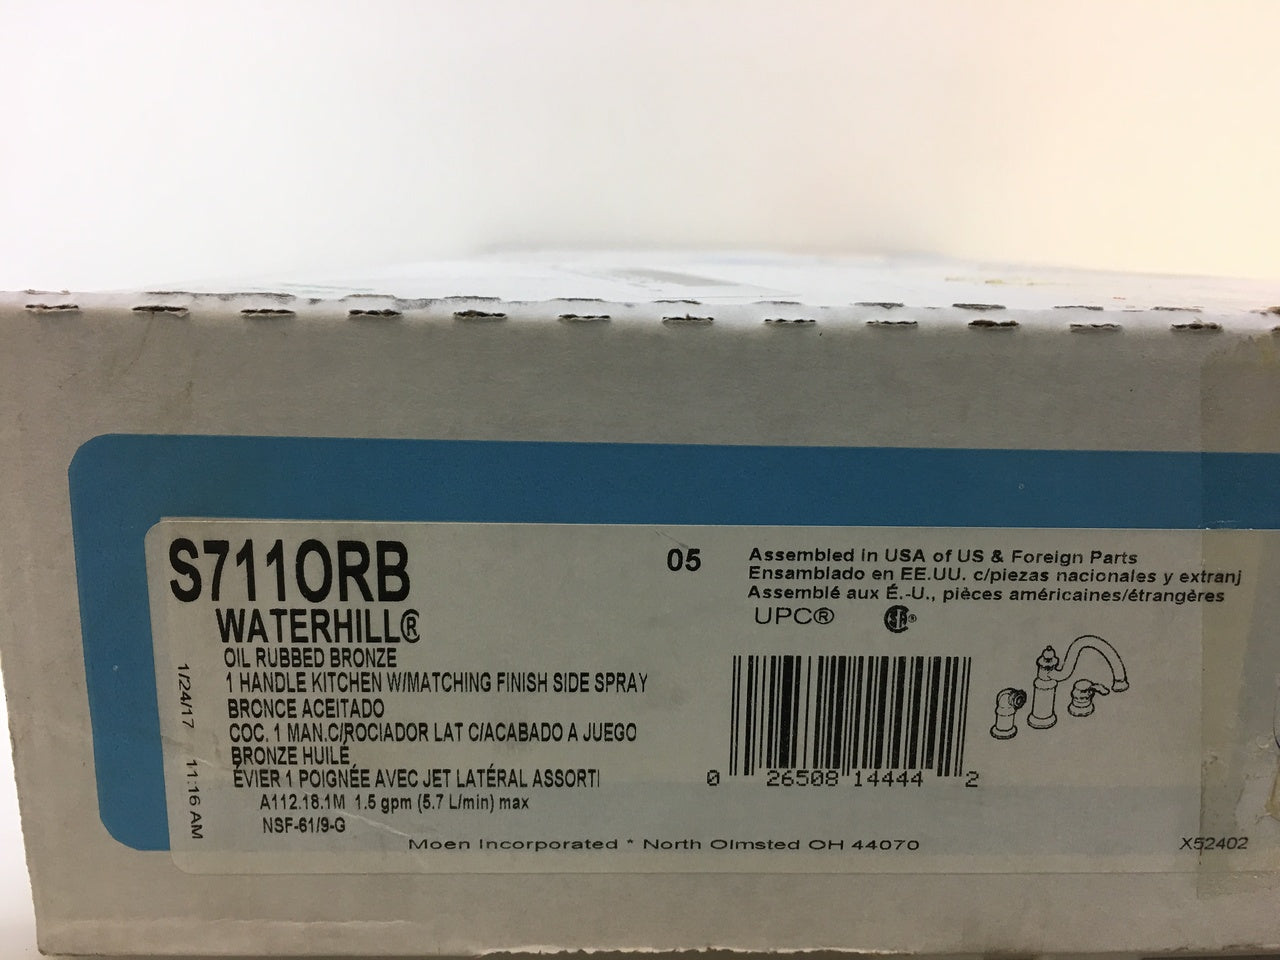 S711ORB
WATERHILL®
OIL RUBBED BRONZE
1 HANDLE KITCHEN W/MATCHING FINISH SIDE SPRAY
BRONCE ACEITADO
COC. 1 MAN.C/ROCIADOR LAT C/ACABADO A JUEGO
BRONZE HUILÉ
ÉVIER 1 POIGNÉE AVEC JET LATÉRAL ASSORTI
A112.18.1M 1.5 gpm (5.7 L/min) max
NSF-61/9-G
1/24/17 11:16 AM
05
Assembled in USA of US & Foreign Parts
Ensamblado en EE.UU. c/piezas nacionales y extranj
Assemblé aux É.-U., pièces américaines/étrangères
UPC® SA®
0 26508 14444 2
Moen Incorporated * North Olmsted OH 44070
X52402